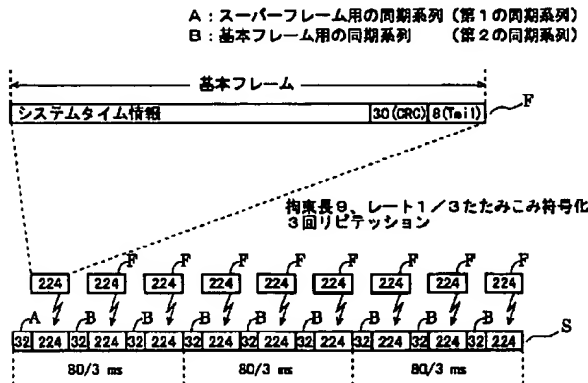 A：スーパーフレーム用の同期系列（第1の同期系列）
B：基本フレーム用の同期系列　　（第2の同期系列）
基本フレーム
システムタイム情報 30(CRC) 8(Tail) F
拘束長9、レート1／3たたみこみ符号化
3回リピテッション
F F F F F F F F
224 224 224 224 224 224 224 224 224
A B B B B B B B B S
32 224 32 224 32 224 32 224 32 224 32 224 32 224 32 224 32 224
80/3 ms 80/3 ms 80/3 ms